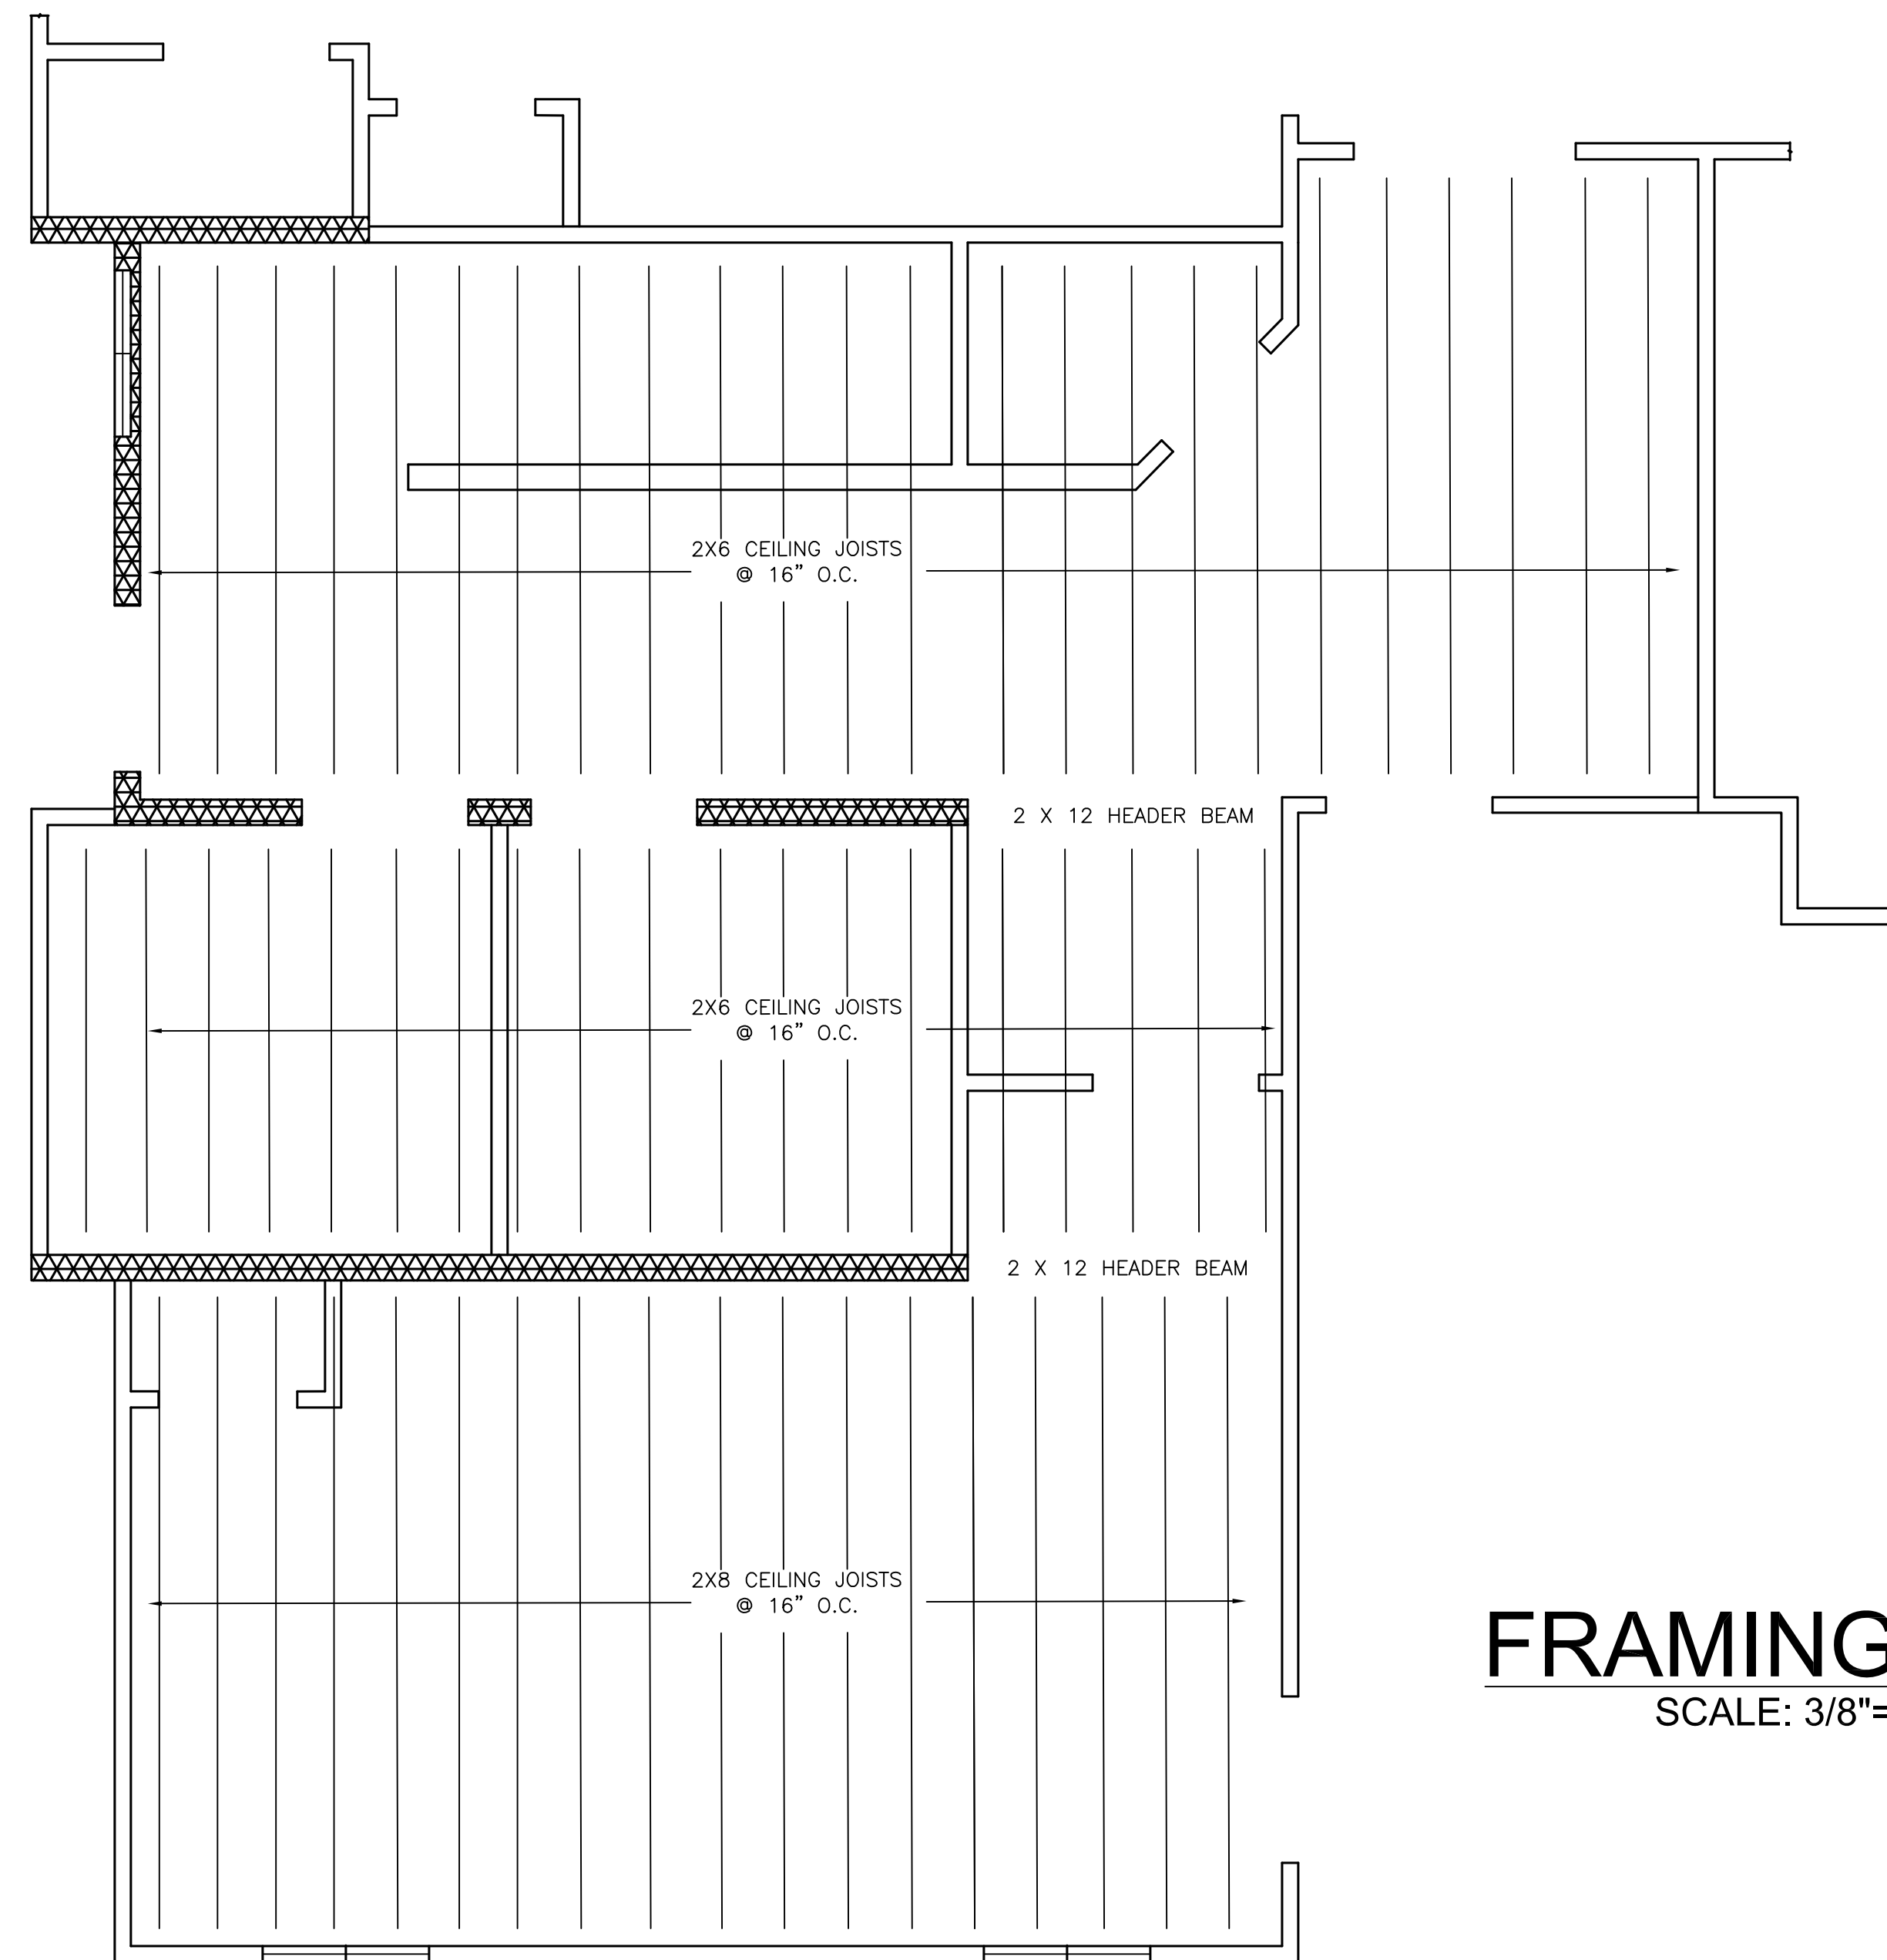 2X6 CEILING JOISTS
@ 16" O.C.
2 X 12 HEADER BEAM
2X6 CEILING JOISTS
@ 16" O.C.
2 X 12 HEADER BEAM
2X8 CEILING JOISTS
@ 16" O.C.
FRAMING
SCALE: 3/8"=